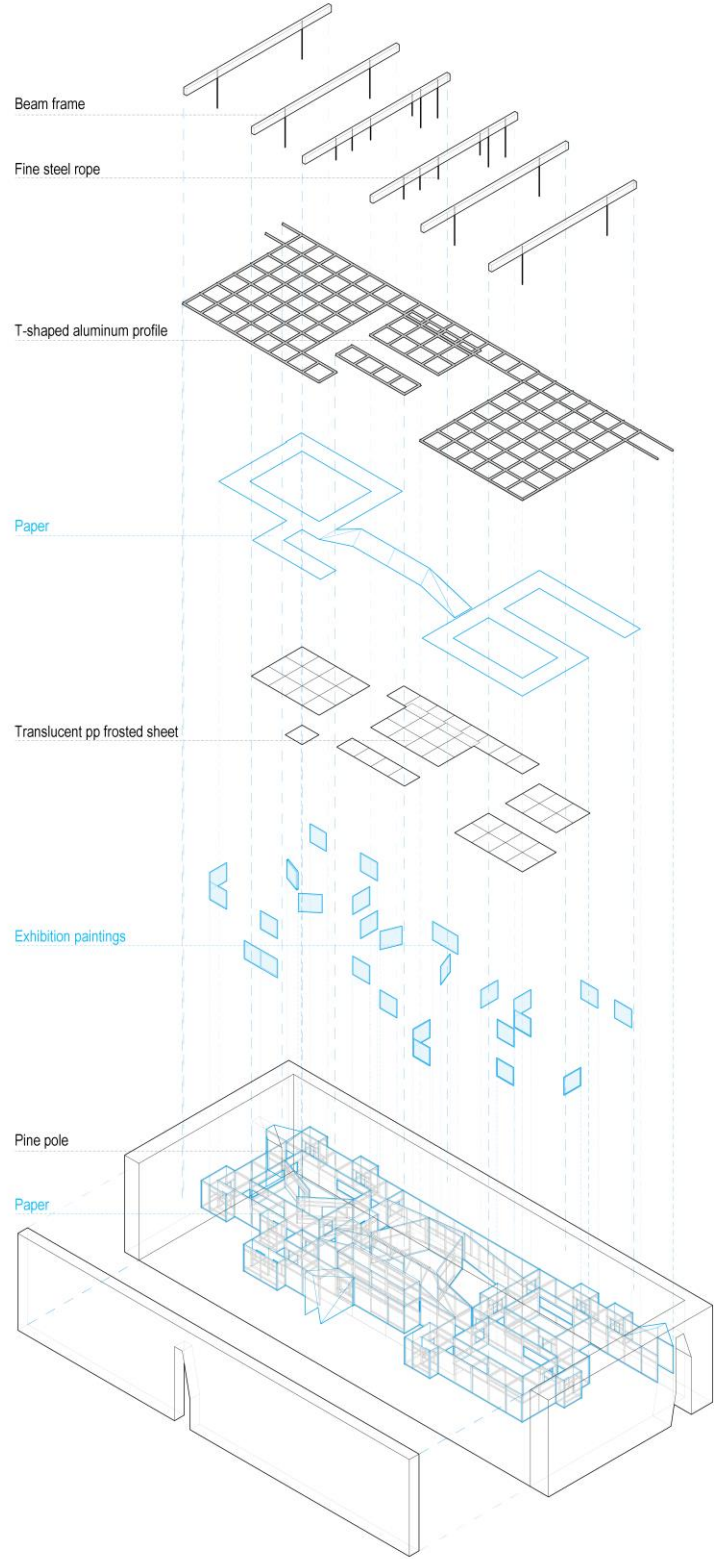 Beam frame
Fine steel rope
T-shaped aluminum profile
Paper
Translucent pp frosted sheet
Exhibition paintings
Pine pole
Paper